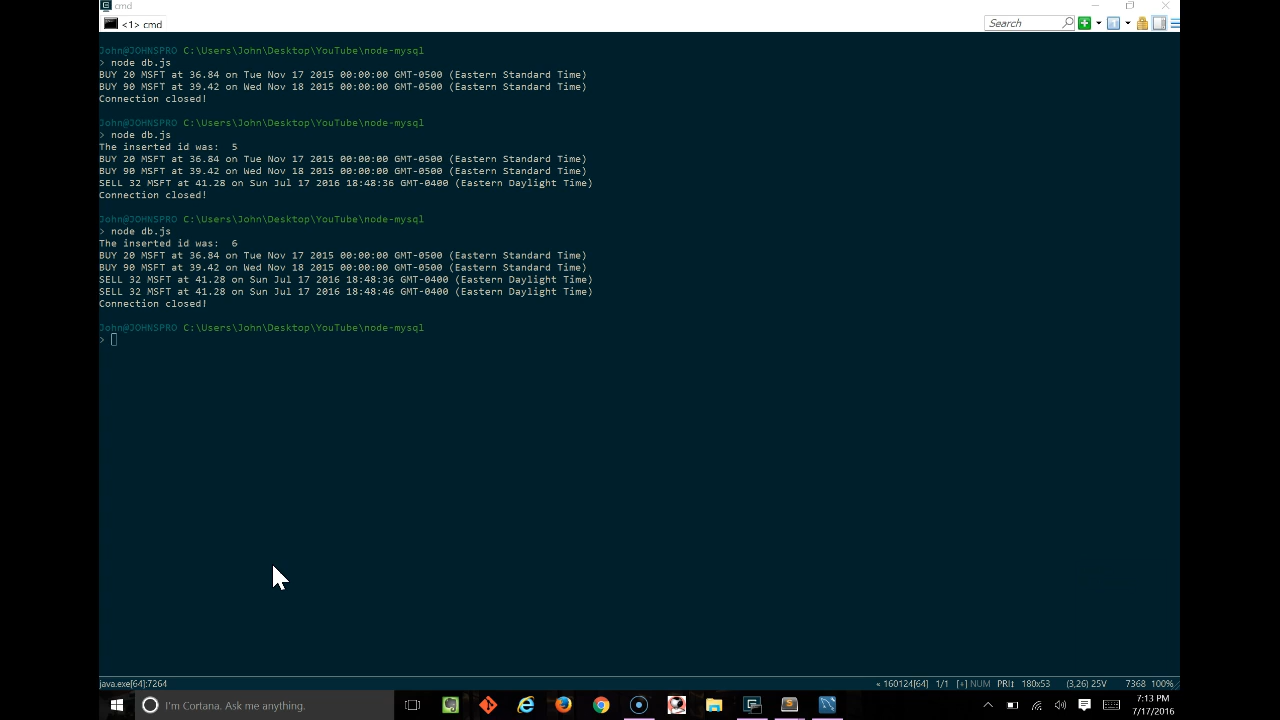 cmd
<1> cmd
Search
John@JOHNSPRO C:\Users\John\Desktop\YouTube\node-mysql
> node db.js
BUY 20 MSFT at 36.84 on Tue Nov 17 2015 00:00:00 GMT-0500 (Eastern Standard Time)
BUY 90 MSFT at 39.42 on Wed Nov 18 2015 00:00:00 GMT-0500 (Eastern Standard Time)
Connection closed!
John@JOHNSPRO C:\Users\John\Desktop\YouTube\node-mysql
> node db.js
The inserted id was:  5
BUY 20 MSFT at 36.84 on Tue Nov 17 2015 00:00:00 GMT-0500 (Eastern Standard Time)
BUY 90 MSFT at 39.42 on Wed Nov 18 2015 00:00:00 GMT-0500 (Eastern Standard Time)
SELL 32 MSFT at 41.28 on Sun Jul 17 2016 18:48:36 GMT-0400 (Eastern Daylight Time)
Connection closed!
John@JOHNSPRO C:\Users\John\Desktop\YouTube\node-mysql
> node db.js
The inserted id was:  6
BUY 20 MSFT at 36.84 on Tue Nov 17 2015 00:00:00 GMT-0500 (Eastern Standard Time)
BUY 90 MSFT at 39.42 on Wed Nov 18 2015 00:00:00 GMT-0500 (Eastern Standard Time)
SELL 32 MSFT at 41.28 on Sun Jul 17 2016 18:48:36 GMT-0400 (Eastern Daylight Time)
SELL 32 MSFT at 41.28 on Sun Jul 17 2016 18:48:46 GMT-0400 (Eastern Daylight Time)
Connection closed!
John@JOHNSPRO C:\Users\John\Desktop\YouTube\node-mysql
>
java.exe[64]:7264 « 160124[64] 1/1 [+] NUM PRI↕ 180x53 (3,26) 25V 7368 100%
I'm Cortana. Ask me anything.
7:13 PM
7/17/2016